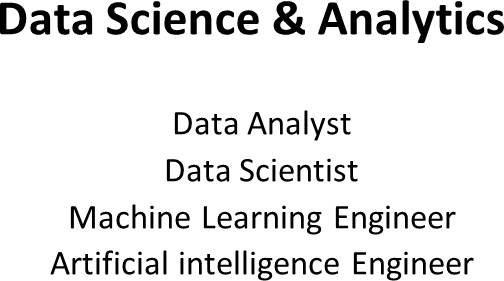 Data Science & Analytics
Data Analyst
Data Scientist
Machine Learning Engineer
Artificial intelligence Engineer